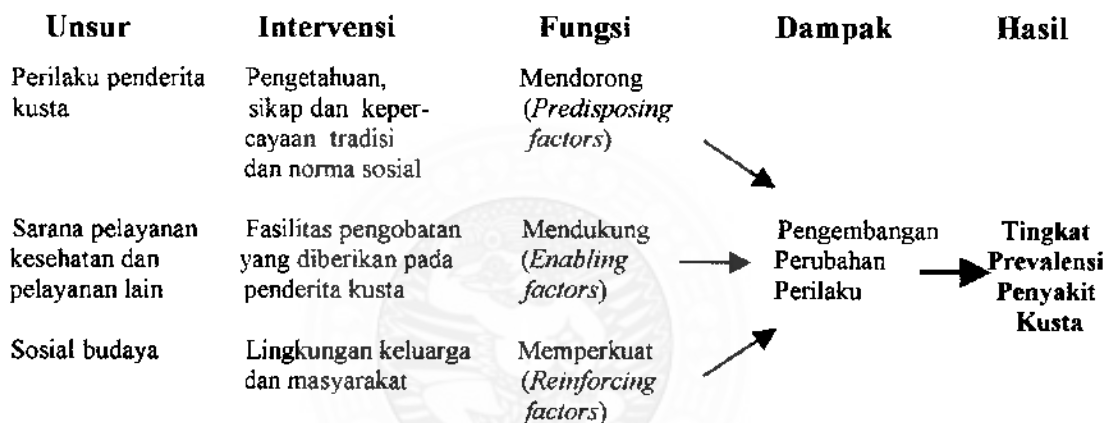 Unsur Intervensi Fungsi Dampak Hasil
Perilaku penderita
kusta
Pengetahuan,
sikap dan keper-
cayaan tradisi
dan norma sosial
Mendorong
(Predisposing
factors)
Sarana pelayanan
kesehatan dan
pelayanan lain
Fasilitas pengobatan
yang diberikan pada
penderita kusta
Mendukung
(Enabling
factors)
Sosial budaya
Lingkungan keluarga
dan masyarakat
Memperkuat
(Reinforcing
factors)
Pengembangan
Perubahan
Perilaku
Tingkat
Prevalensi
Penyakit
Kusta